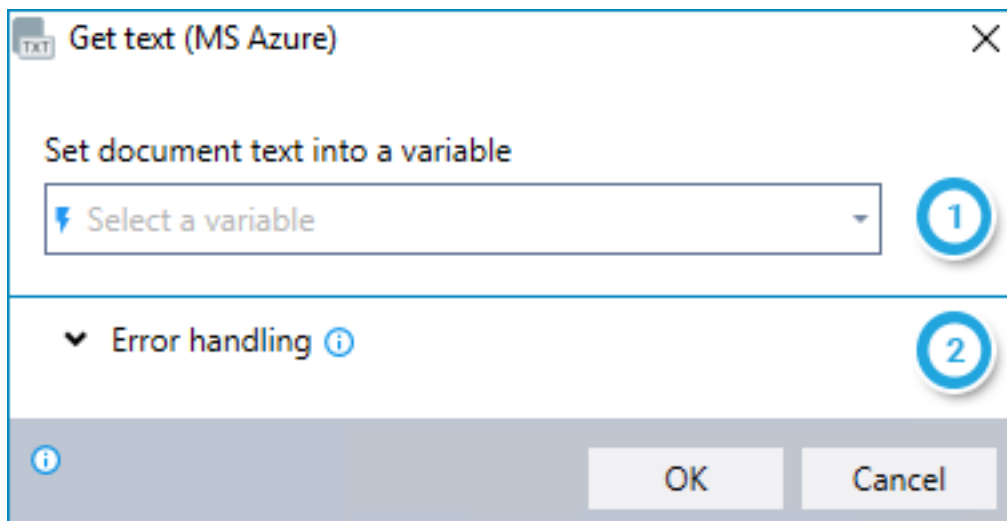 TXT Get text (MS Azure)
Set document text into a variable
Select a variable
1
Error handling
2
OK Cancel